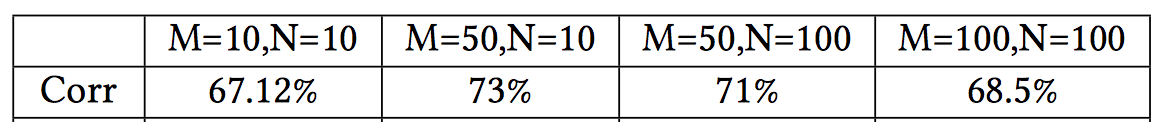 M=10,N=10 M=50,N=10 M=50,N=100 M=100,N=100
Corr 67.12% 73% 71% 68.5%